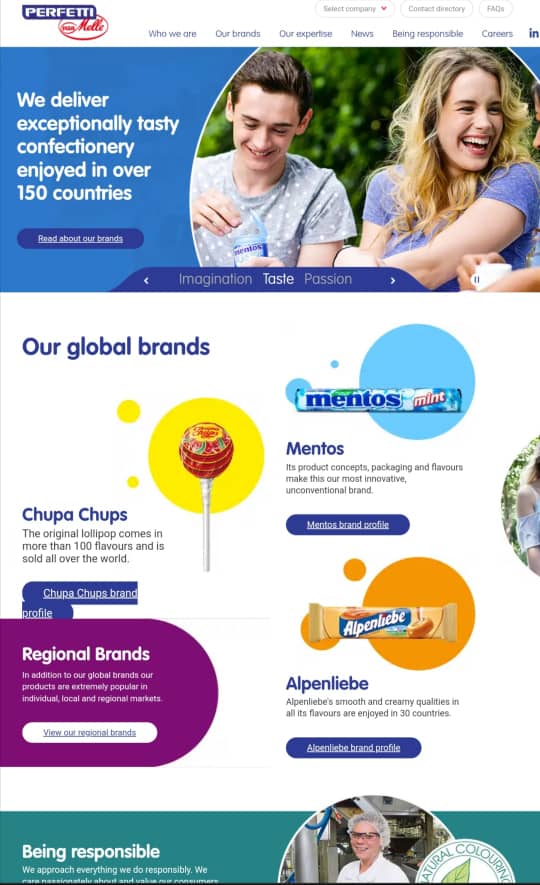 PERFETTI
van Melle
Select company
Contact directory
FAQs
Who we are
Our brands
Our expertise
News
Being responsible
Careers
in
We deliver
exceptionally tasty
confectionery
enjoyed in over
150 countries
Read about our brands
mentos
Imagination Taste Passion
Our global brands
Chupa Chups
Chupa Chups
The original lollipop comes in
more than 100 flavours and is
sold all over the world.
Chupa Chups brand
profile
mentos mint
Mentos
Its product concepts, packaging and flavours
make this our most innovative,
unconventional brand.
Mentos brand profile
Alpenliebe
Alpenliebe
Alpenliebe's smooth and creamy qualities in
all its flavours are enjoyed in 30 countries.
Alpenliebe brand profile
Regional Brands
In addition to our global brands our
products are extremely popular in
individual, local and regional markets.
View our regional brands
Being responsible
We approach everything we do responsibly. We
care passionately about and value our consumers
NATURAL COLOURING